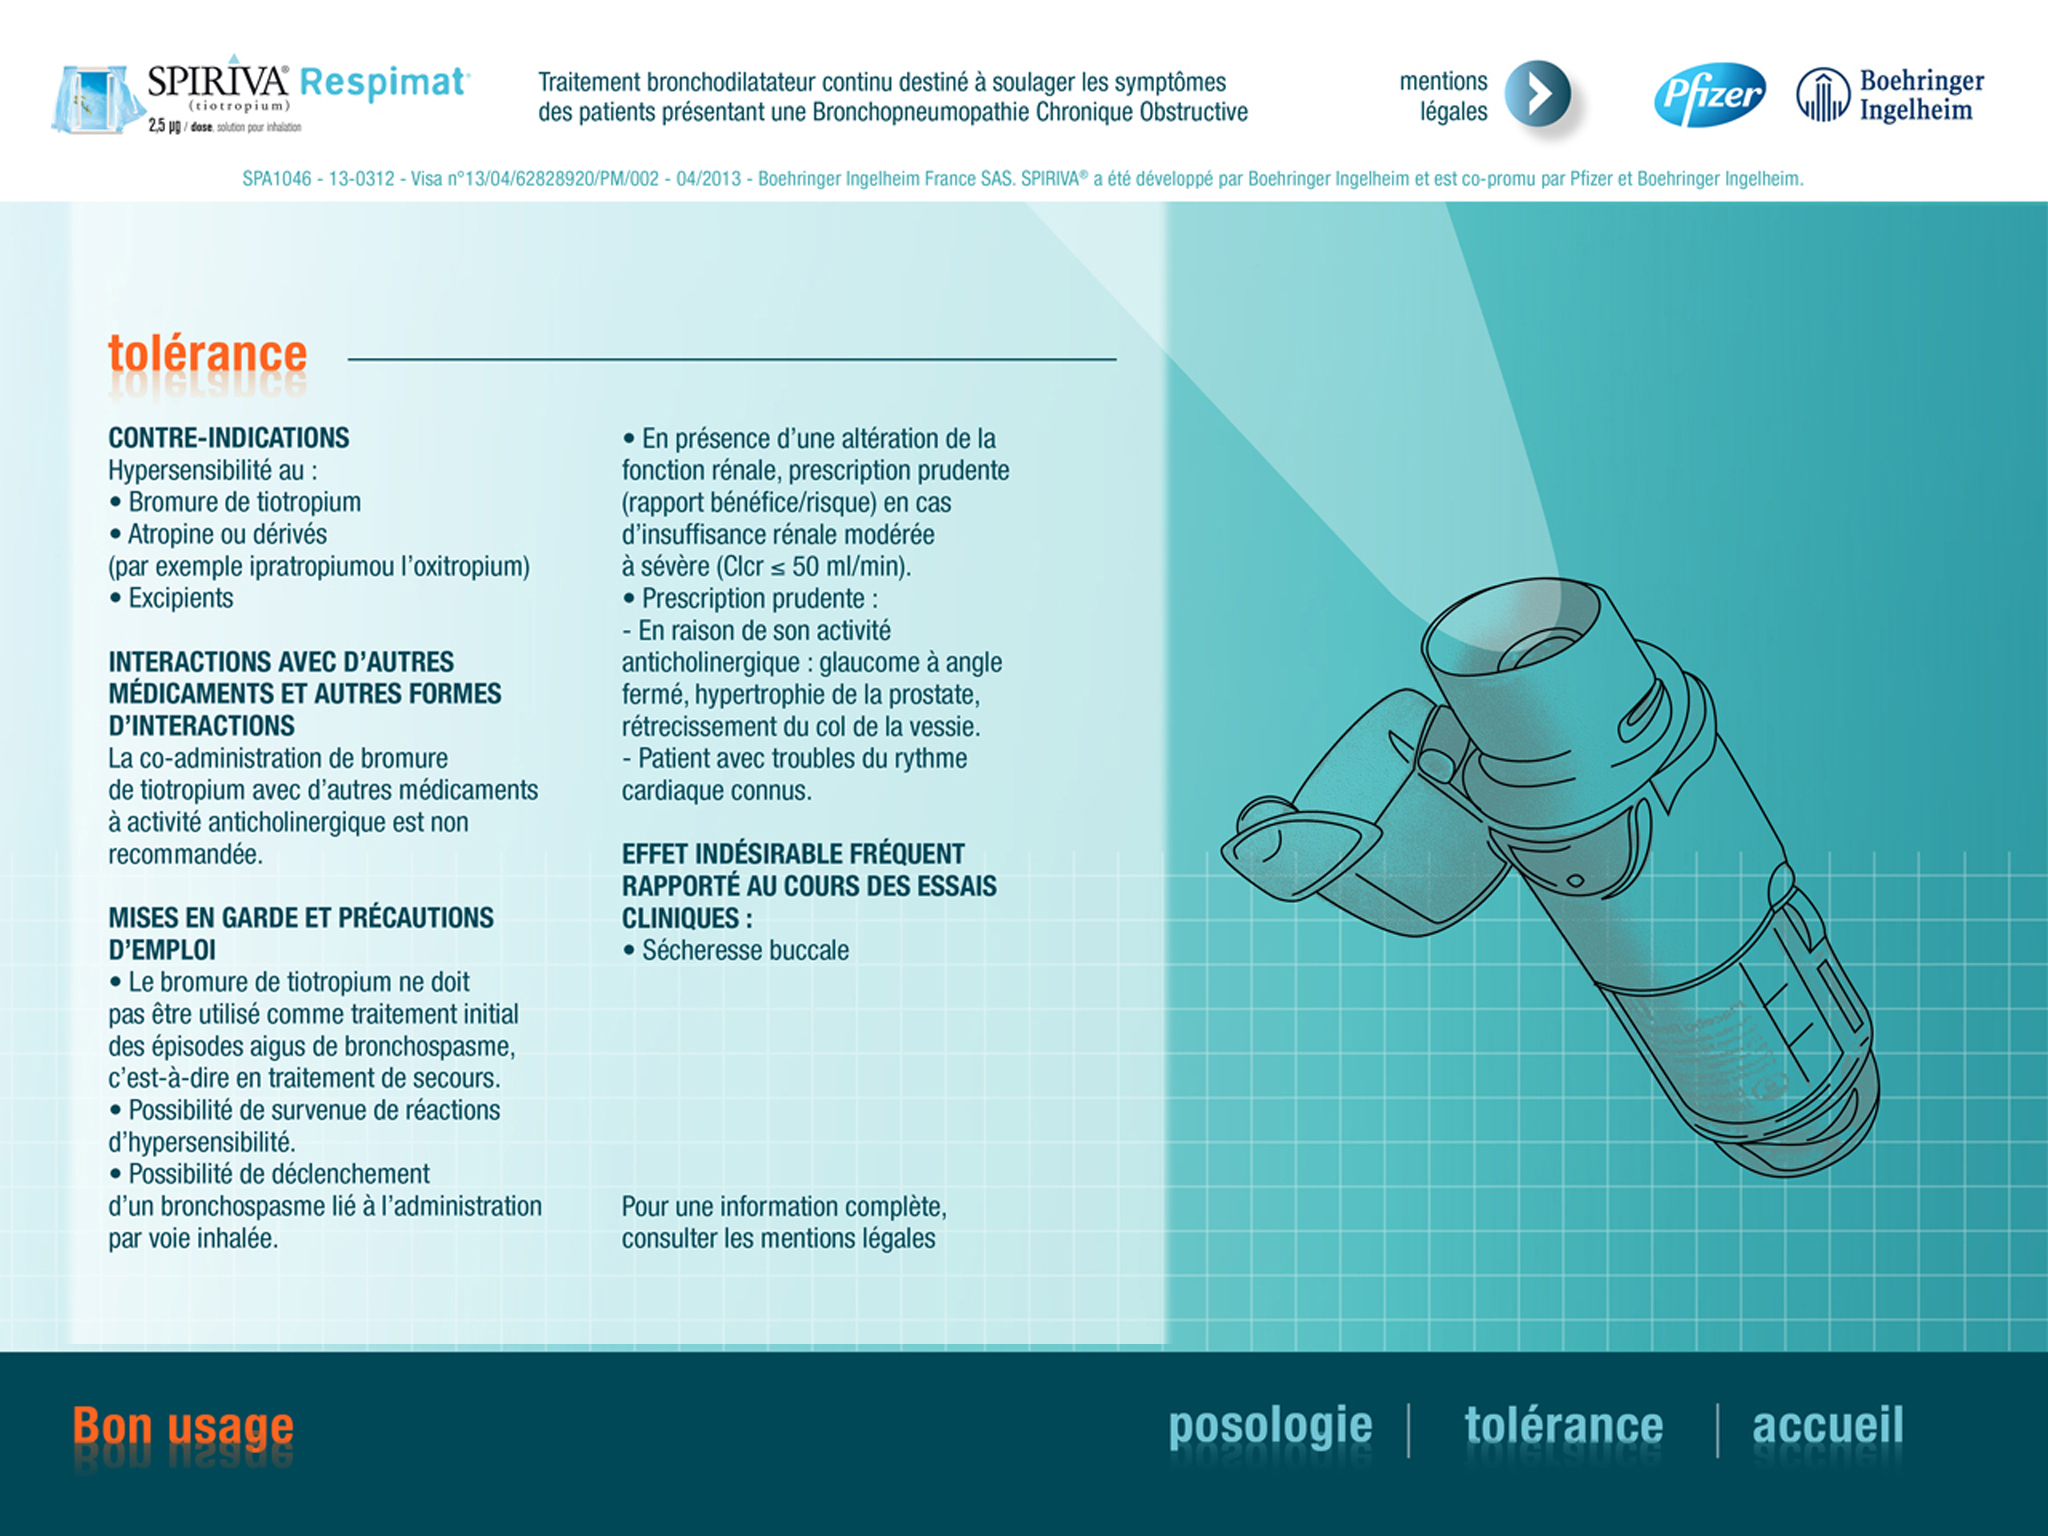 SPIRIVA® Respimat®
(tiotropium)
2,5 µg / dose, solution pour inhalation
Traitement bronchodilatateur continu destiné à soulager les symptômes
des patients présentant une Bronchopneumopathie Chronique Obstructive
mentions
légales
Pfizer
Boehringer
Ingelheim
SPA1046 - 13-0312 - Visa n°13/04/62828920/PM/002 - 04/2013 - Boehringer Ingelheim France SAS. SPIRIVA® a été développé par Boehringer Ingelheim et est co-promu par Pfizer et Boehringer Ingelheim.
tolérance
CONTRE-INDICATIONS
Hypersensibilité au :
• Bromure de tiotropium
• Atropine ou dérivés
(par exemple ipratropiumou l'oxitropium)
• Excipients
INTERACTIONS AVEC D'AUTRES
MÉDICAMENTS ET AUTRES FORMES
D'INTERACTIONS
La co-administration de bromure
de tiotropium avec d'autres médicaments
à activité anticholinergique est non
recommandée.
MISES EN GARDE ET PRÉCAUTIONS
D'EMPLOI
• Le bromure de tiotropium ne doit
pas être utilisé comme traitement initial
des épisodes aigus de bronchospasme,
c'est-à-dire en traitement de secours.
• Possibilité de survenue de réactions
d'hypersensibilité.
• Possibilité de déclenchement
d'un bronchospasme lié à l'administration
par voie inhalée.
• En présence d'une altération de la
fonction rénale, prescription prudente
(rapport bénéfice/risque) en cas
d'insuffisance rénale modérée
à sévère (Clcr ≤ 50 ml/min).
• Prescription prudente :
- En raison de son activité
anticholinergique : glaucome à angle
fermé, hypertrophie de la prostate,
rétrecissement du col de la vessie.
- Patient avec troubles du rythme
cardiaque connus.
EFFET INDÉSIRABLE FRÉQUENT
RAPPORTÉ AU COURS DES ESSAIS
CLINIQUES :
• Sécheresse buccale
Pour une information complète,
consulter les mentions légales
Bon usage
posologie | tolérance | accueil